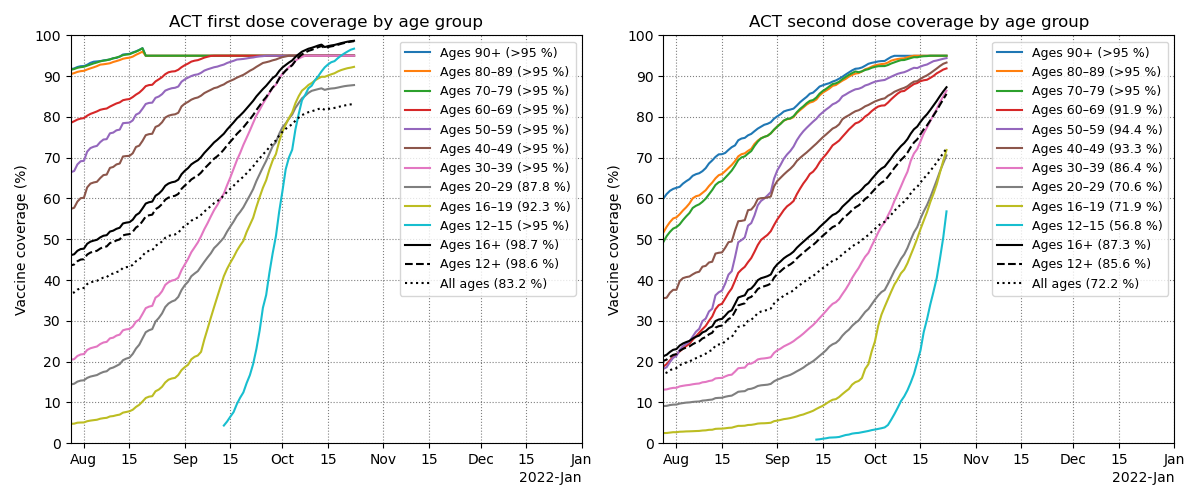 ACT first dose coverage by age group
Vaccine coverage (%)
100
90
80
70
60
50
40
30
20
10
0
Ages 90+ (>95 %)
Ages 80–89 (>95 %)
Ages 70–79 (>95 %)
Ages 60–69 (>95 %)
Ages 50–59 (>95 %)
Ages 40–49 (>95 %)
Ages 30–39 (>95 %)
Ages 20–29 (87.8 %)
Ages 16–19 (92.3 %)
Ages 12–15 (>95 %)
Ages 16+ (98.7 %)
Ages 12+ (98.6 %)
All ages (83.2 %)
Aug 15 Sep 15 Oct 15 Nov 15 Dec 15 Jan
2022-Jan
ACT second dose coverage by age group
Vaccine coverage (%)
100
90
80
70
60
50
40
30
20
10
0
Ages 90+ (>95 %)
Ages 80–89 (>95 %)
Ages 70–79 (>95 %)
Ages 60–69 (91.9 %)
Ages 50–59 (94.4 %)
Ages 40–49 (93.3 %)
Ages 30–39 (86.4 %)
Ages 20–29 (70.6 %)
Ages 16–19 (71.9 %)
Ages 12–15 (56.8 %)
Ages 16+ (87.3 %)
Ages 12+ (85.6 %)
All ages (72.2 %)
Aug 15 Sep 15 Oct 15 Nov 15 Dec 15 Jan
2022-Jan